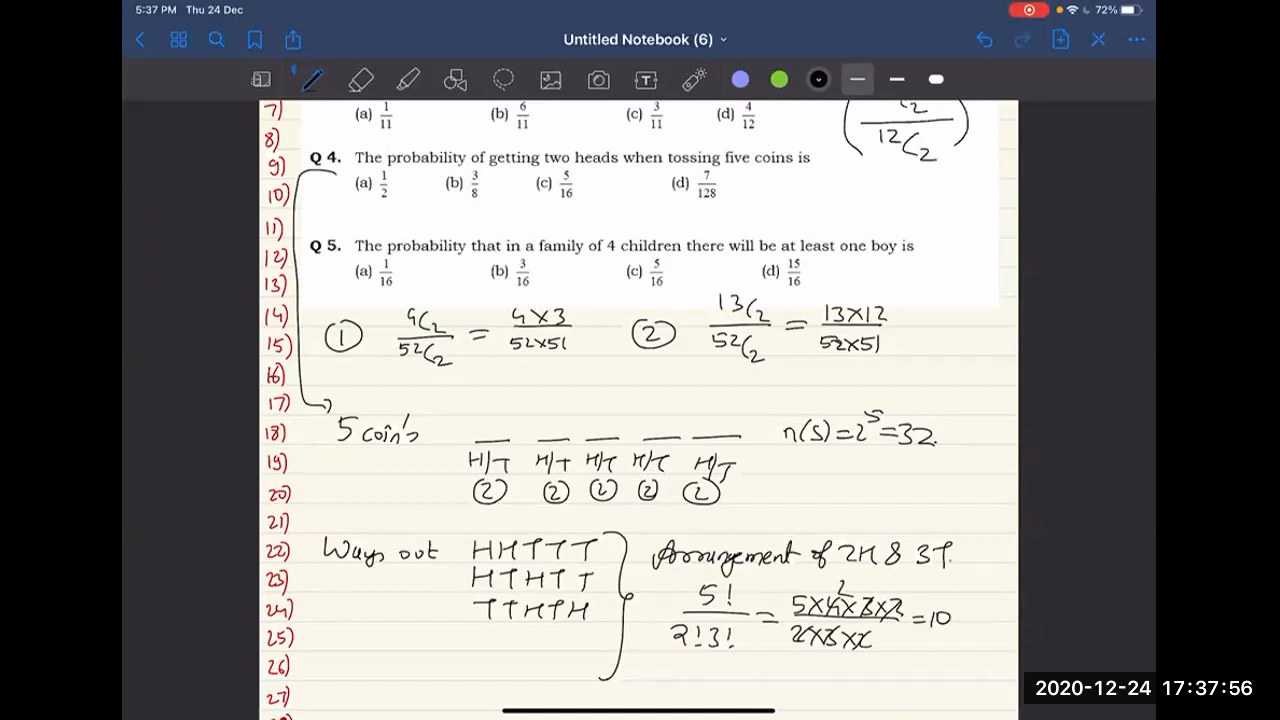 5:37 PM Thu 24 Dec
72%
Untitled Notebook (6)
7) (a) 1/11 (b) 6/11 (c) 3/11 (d) 4/12
C2
12C2
8)
9) Q 4. The probability of getting two heads when tossing five coins is
10) (a) 1/2 (b) 3/8 (c) 5/16 (d) 7/128
11)
12) Q 5. The probability that in a family of 4 children there will be at least one boy is
13) (a) 1/16 (b) 3/16 (c) 5/16 (d) 15/16
14)
15) ① 4C2/52C2 = 4×3/52×51 ② 13C2/52C2 = 13×12/52×51
16)
17)
18) 5 coin's n(S)=2^5=32.
19) H/T H/T H/T H/T H/T
20) ② ② ② ② ②
21)
22) Ways out HHTTT Arrangement of 2H & 3T.
23) HTHTT
24) TTHTH 5!/2!3! = 5×4×3×2/2×3×2 = 10
2
25)
26)
27)
2020-12-24 17:37:56